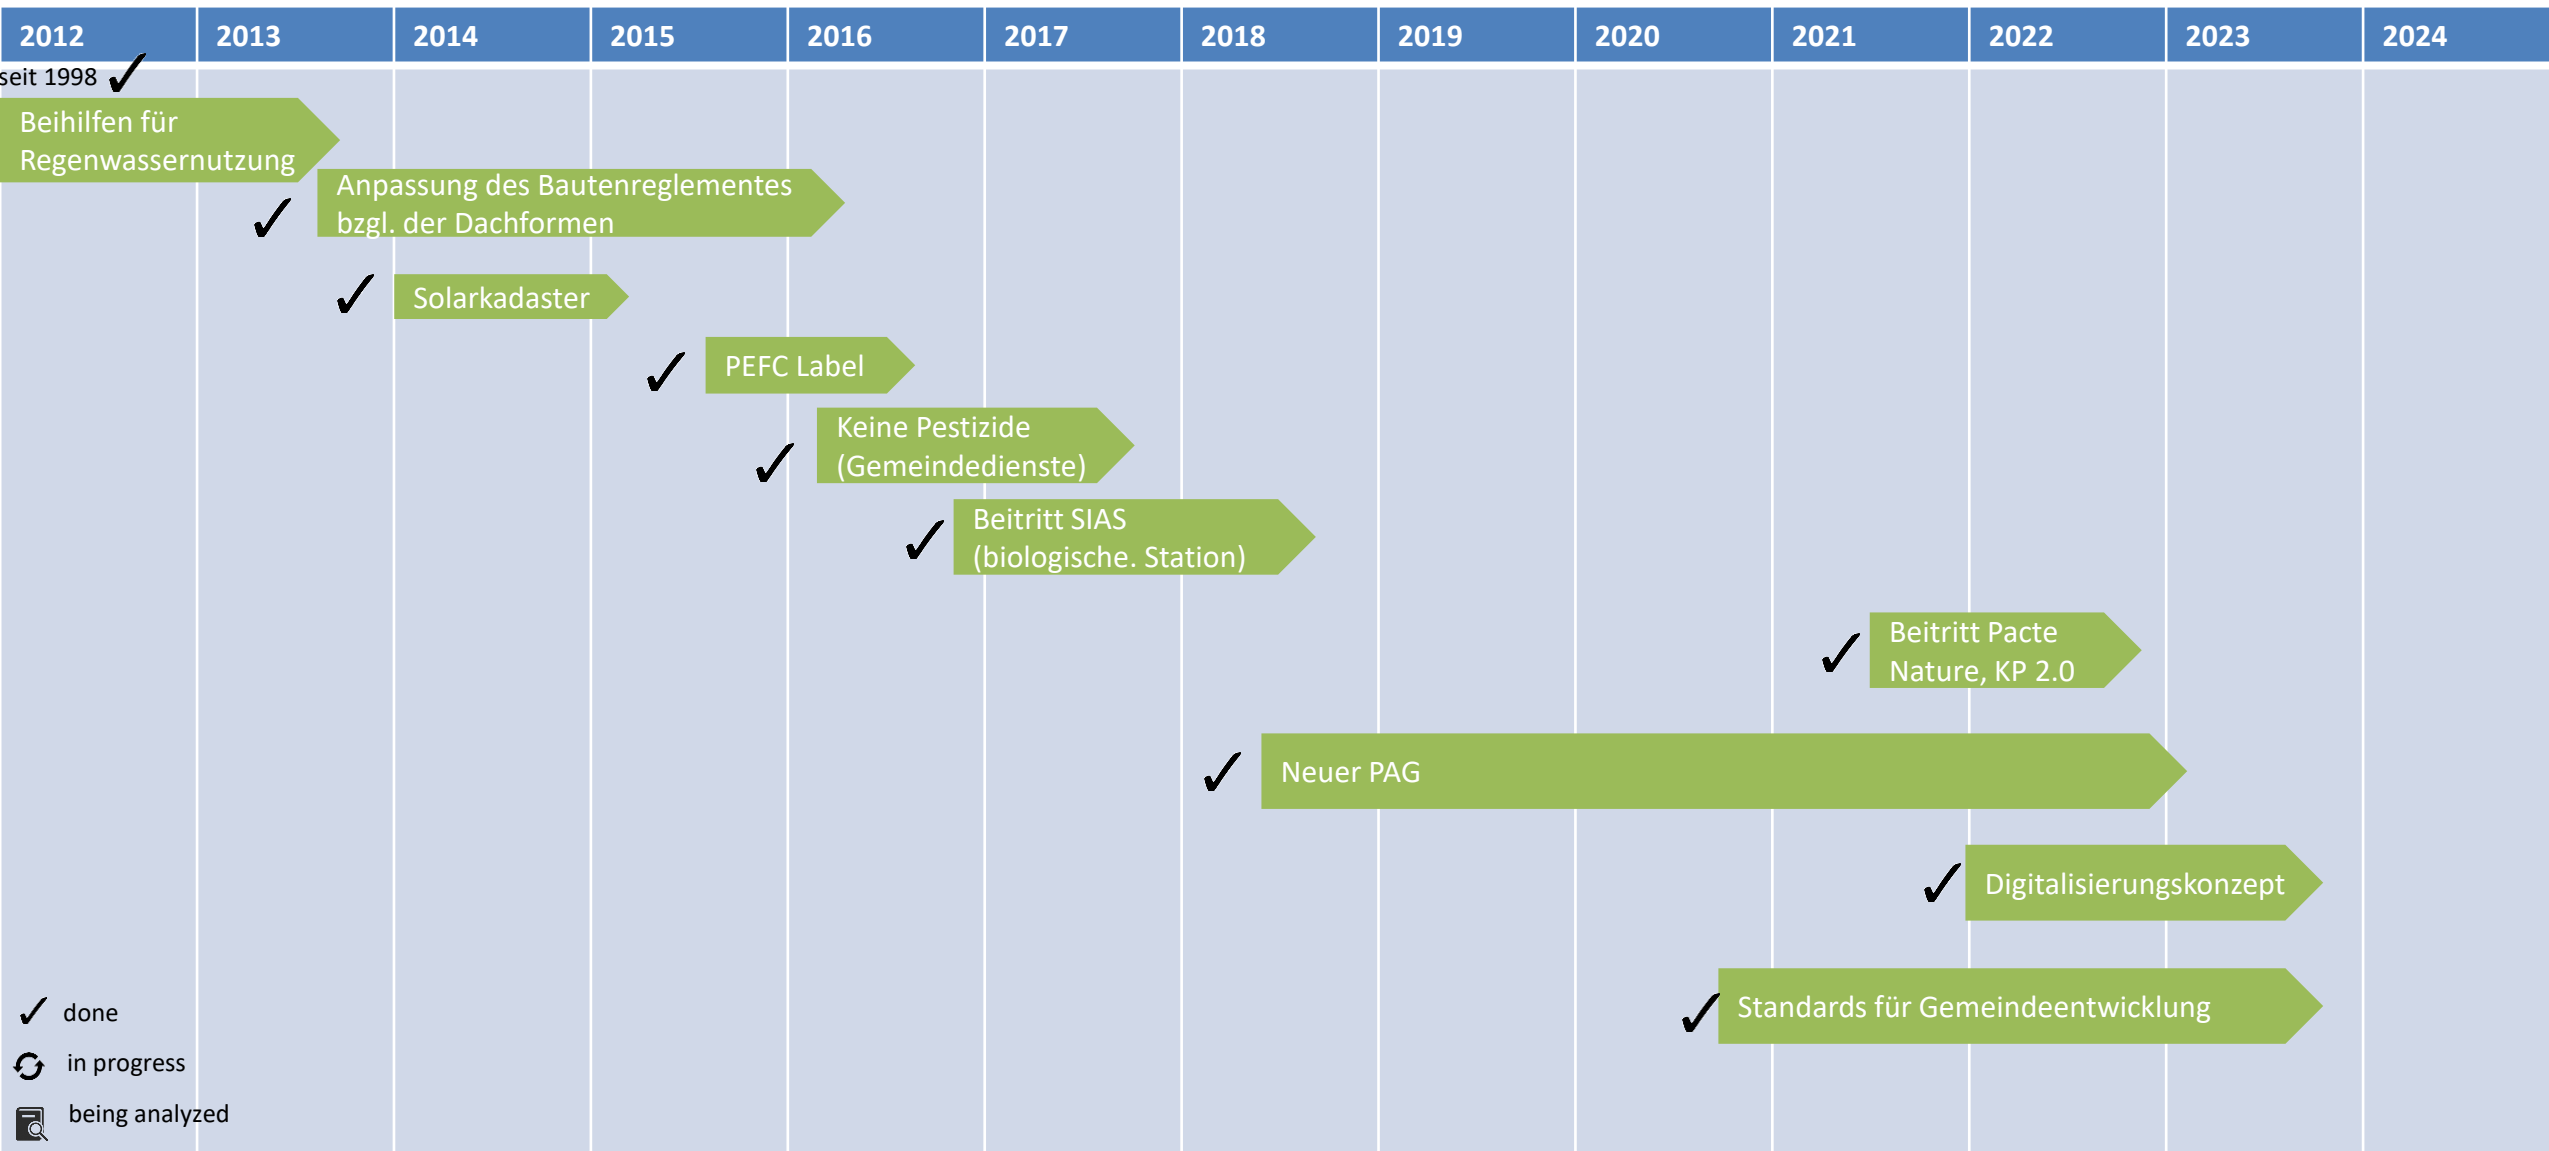 2012 2013 2014 2015 2016 2017 2018 2019 2020 2021 2022 2023 2024
seit 1998
Beihilfen für
Regenwassernutzung
Anpassung des Bautenreglementes
bzgl. der Dachformen
Solarkadaster
PEFC Label
Keine Pestizide
(Gemeindedienste)
Beitritt SIAS
(biologische. Station)
Beitritt Pacte
Nature, KP 2.0
Neuer PAG
Digitalisierungskonzept
Standards für Gemeindeentwicklung
done
in progress
being analyzed